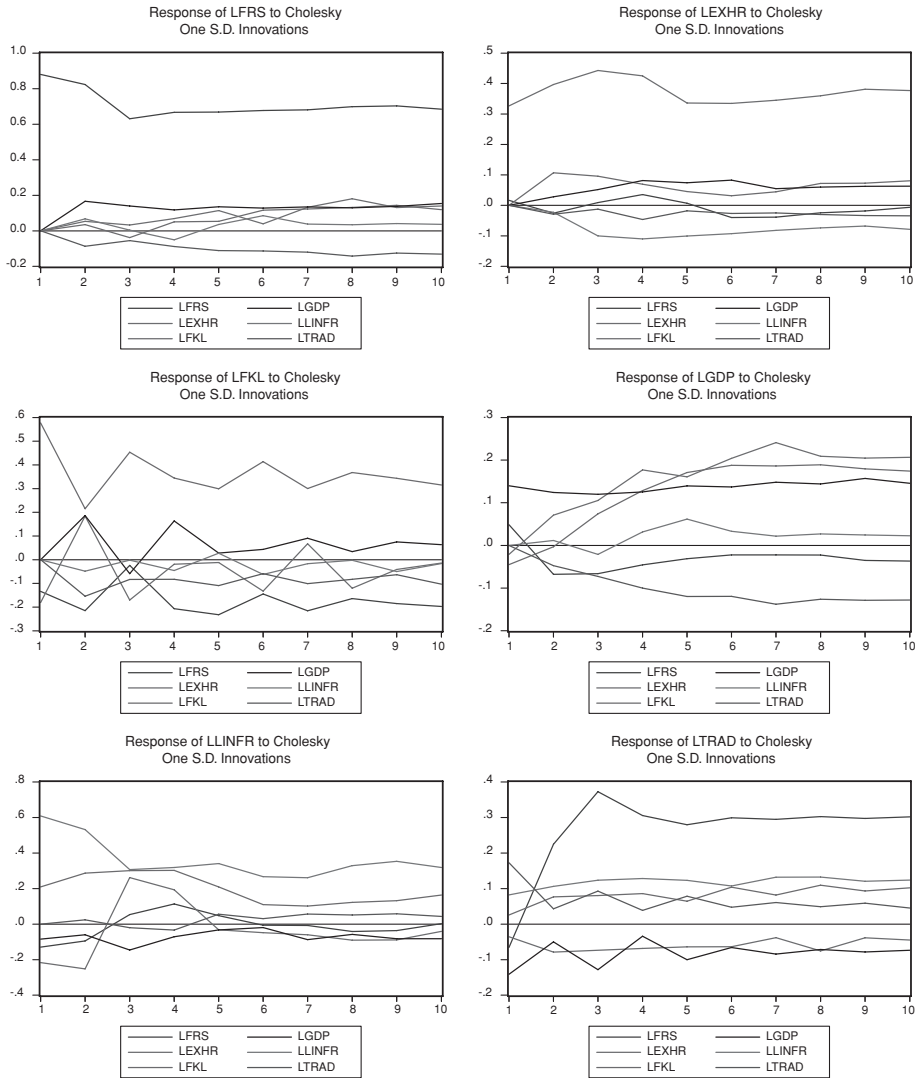 Response of LFRS to Cholesky
One S.D. Innovations
1.0
0.8
0.6
0.4
0.2
0.0
-0.2
1 2 3 4 5 6 7 8 9 10
LFRS LGDP
LEXHR LLINFR
LFKL LTRAD
Response of LEXHR to Cholesky
One S.D. Innovations
.5
.4
.3
.2
.1
.0
-.1
-.2
1 2 3 4 5 6 7 8 9 10
LFRS LGDP
LEXHR LLINFR
LFKL LTRAD
Response of LFKL to Cholesky
One S.D. Innovations
.6
.5
.4
.3
.2
.1
.0
-.1
-.2
-.3
1 2 3 4 5 6 7 8 9 10
LFRS LGDP
LEXHR LLINFR
LFKL LTRAD
Response of LGDP to Cholesky
One S.D. Innovations
.3
.2
.1
.0
-.1
-.2
1 2 3 4 5 6 7 8 9 10
LFRS LGDP
LEXHR LLINFR
LFKL LTRAD
Response of LLINFR to Cholesky
One S.D. Innovations
.8
.6
.4
.2
.0
-.2
-.4
1 2 3 4 5 6 7 8 9 10
LFRS LGDP
LEXHR LLINFR
LFKL LTRAD
Response of LTRAD to Cholesky
One S.D. Innovations
.4
.3
.2
.1
.0
-.1
-.2
1 2 3 4 5 6 7 8 9 10
LFRS LGDP
LEXHR LLINFR
LFKL LTRAD